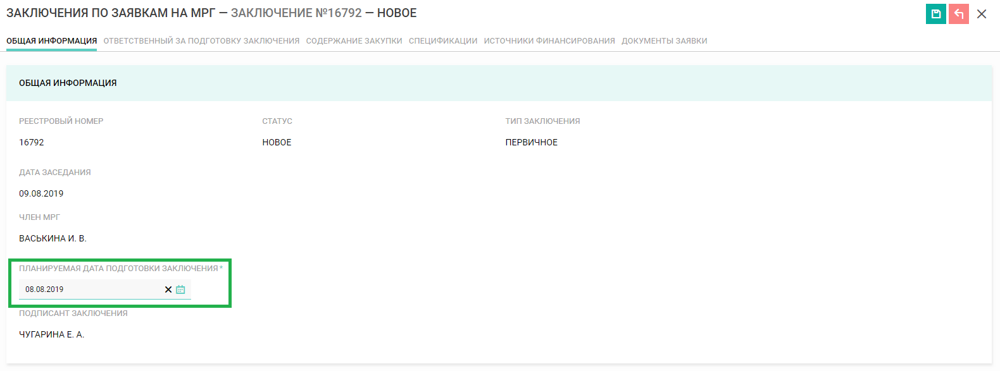 ЗАКЛЮЧЕНИЯ ПО ЗАЯВКАМ НА МРГ — ЗАКЛЮЧЕНИЕ №16792 — НОВОЕ
ОБЩАЯ ИНФОРМАЦИЯ ОТВЕТСТВЕННЫЙ ЗА ПОДГОТОВКУ ЗАКЛЮЧЕНИЯ СОДЕРЖАНИЕ ЗАКУПКИ СПЕЦИФИКАЦИИ ИСТОЧНИКИ ФИНАНСИРОВАНИЯ ДОКУМЕНТЫ ЗАЯВКИ
ОБЩАЯ ИНФОРМАЦИЯ
РЕЕСТРОВЫЙ НОМЕР СТАТУС ТИП ЗАКЛЮЧЕНИЯ
16792 НОВОЕ ПЕРВИЧНОЕ
ДАТА ЗАСЕДАНИЯ
09.08.2019
ЧЛЕН МРГ
ВАСЬКИНА И. В.
ПЛАНИРУЕМАЯ ДАТА ПОДГОТОВКИ ЗАКЛЮЧЕНИЯ *
08.08.2019
ПОДПИСАНТ ЗАКЛЮЧЕНИЯ
ЧУГАРИНА Е. А.